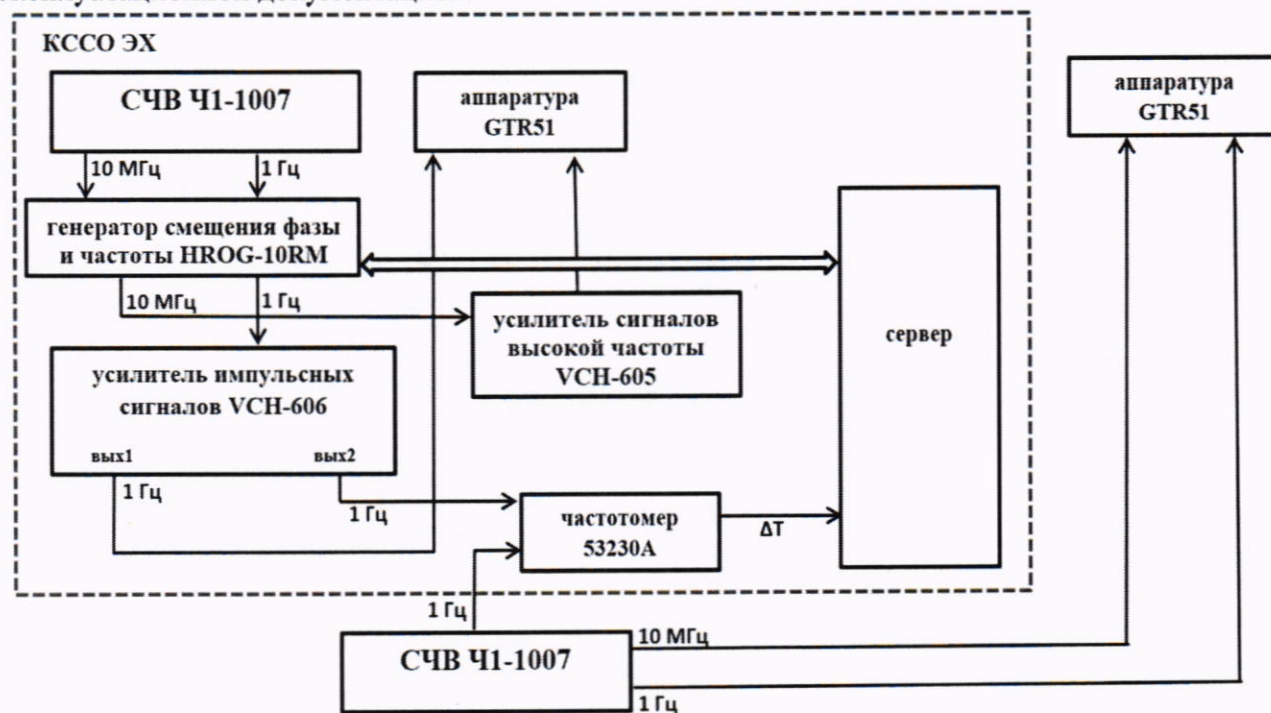 КССО ЭХ
СЧВ Ч1-1007
10 МГц
1 Гц
аппаратура
GTR51
аппаратура
GTR51
генератор смещения фазы
и частоты HROG-10RM
10 МГц
1 Гц
усилитель сигналов
высокой частоты
VCH-605
сервер
усилитель импульсных
сигналов VCH-606
вых1
вых2
1 Гц
1 Гц
частотомер
53230А
ΔТ
1 Гц
СЧВ Ч1-1007
10 МГц
1 Гц